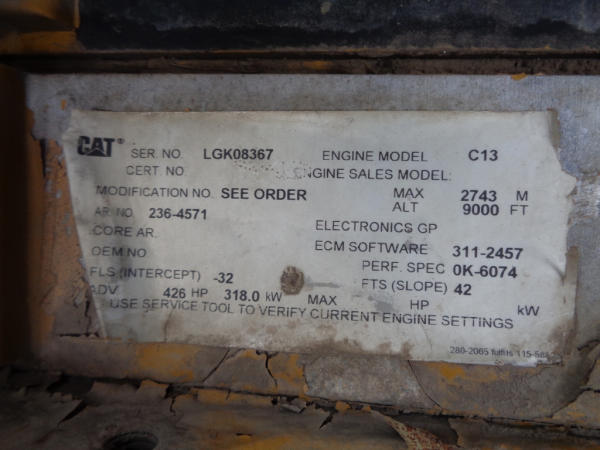 CAT® SER. NO. LGK08367 ENGINE MODEL C13
CERT. NO. ENGINE SALES MODEL:
MODIFICATION NO. SEE ORDER MAX 2743 M
ALT 9000 FT
AR. NO. 236-4571 ELECTRONICS GP
CORE AR. ECM SOFTWARE 311-2457
OEM NO PERF. SPEC 0K-6074
FLS (INTERCEPT) -32 FTS (SLOPE) 42
ADV 426 HP 318.0 kW MAX HP kW
USE SERVICE TOOL TO VERIFY CURRENT ENGINE SETTINGS
280-2065 fulfils